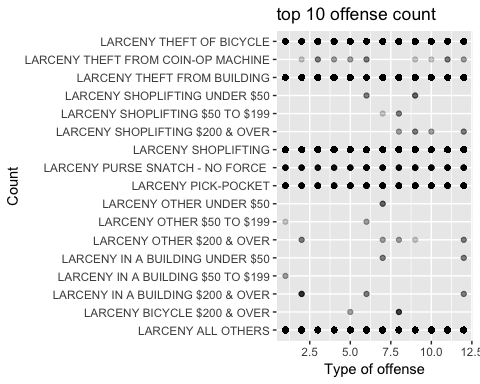 top 10 offense count
LARCENY THEFT OF BICYCLE
LARCENY THEFT FROM COIN-OP MACHINE
LARCENY THEFT FROM BUILDING
LARCENY SHOPLIFTING UNDER $50
LARCENY SHOPLIFTING $50 TO $199
LARCENY SHOPLIFTING $200 & OVER
LARCENY SHOPLIFTING
LARCENY PURSE SNATCH - NO FORCE
LARCENY PICK-POCKET
LARCENY OTHER UNDER $50
LARCENY OTHER $50 TO $199
LARCENY OTHER $200 & OVER
LARCENY IN A BUILDING UNDER $50
LARCENY IN A BUILDING $50 TO $199
LARCENY IN A BUILDING $200 & OVER
LARCENY BICYCLE $200 & OVER
LARCENY ALL OTHERS
Count
2.5 5.0 7.5 10.0 12.5
Type of offense